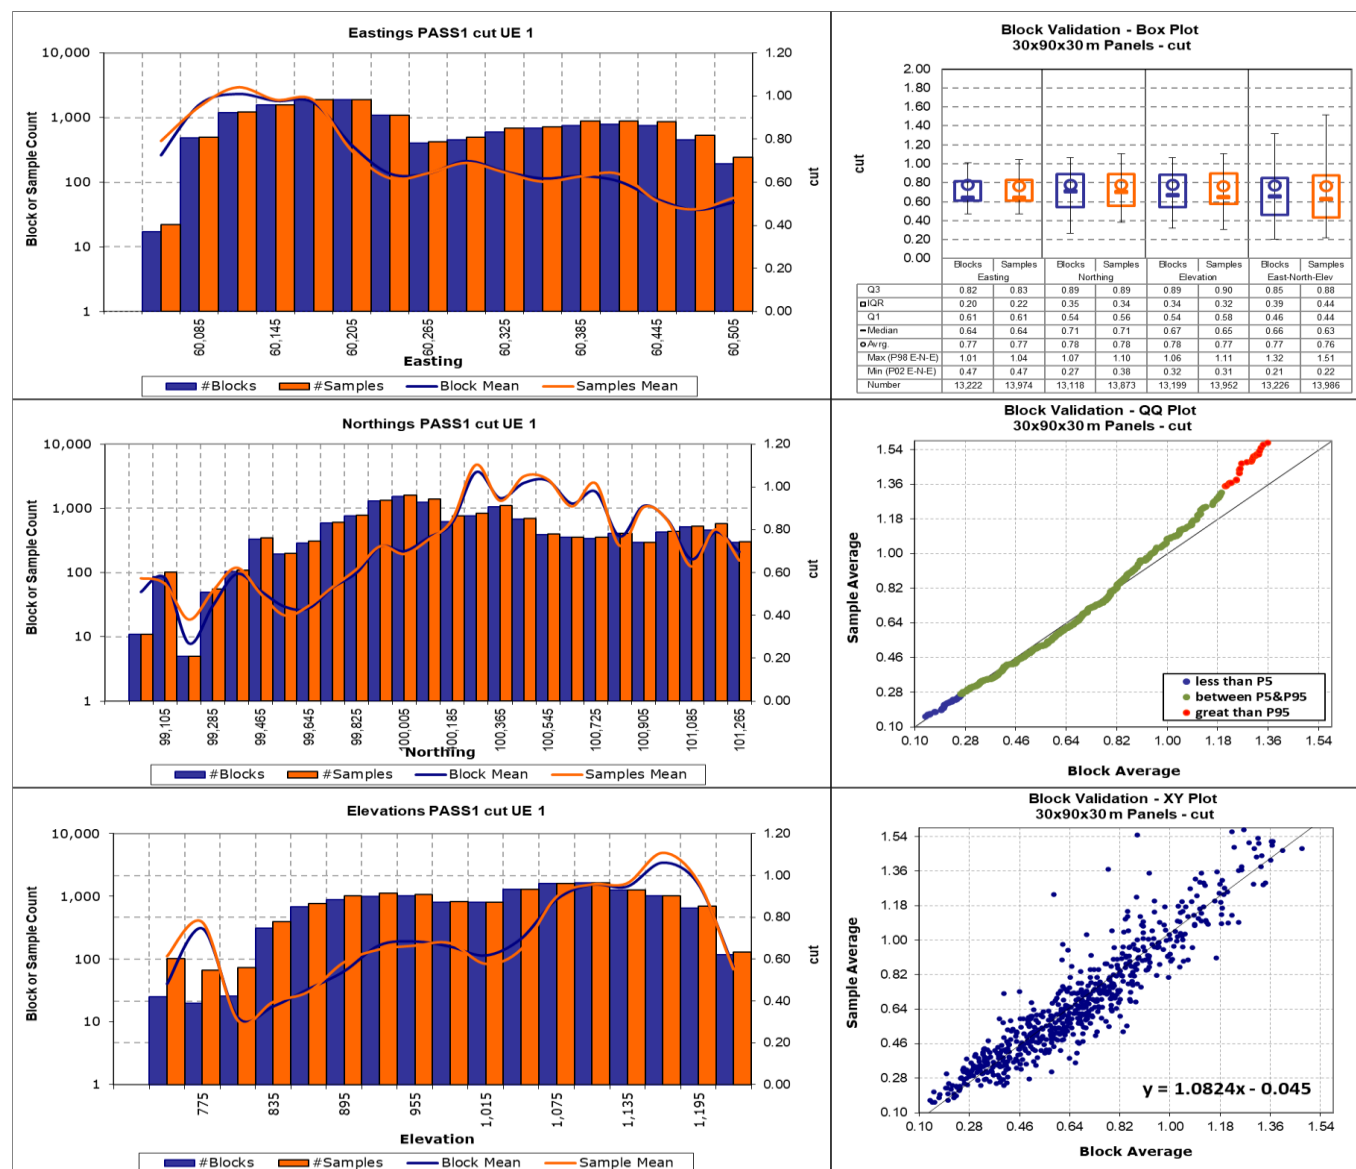 Eastings PASS1 cut UE 1
10,000
1,000
100
10
1
1.20
1.00
0.80
0.60
0.40
0.20
0.00
Block or Sample Count
cut
60,085
60,145
60,205
60,265
60,325
60,385
60,445
60,505
Easting
#Blocks #Samples Block Mean Samples Mean
Block Validation - Box Plot
30x90x30 m Panels - cut
2.00
1.80
1.60
1.40
1.20
1.00
0.80
0.60
0.40
0.20
0.00
cut
Blocks Samples Blocks Samples Blocks Samples Blocks Samples
Easting Northing Elevation East-North-Elev
Q3 0.82 0.83 0.89 0.89 0.89 0.90 0.85 0.88
IQR 0.20 0.22 0.35 0.34 0.34 0.32 0.39 0.44
Q1 0.61 0.61 0.54 0.56 0.54 0.58 0.46 0.44
Median 0.64 0.64 0.71 0.71 0.67 0.65 0.66 0.63
Avrg. 0.77 0.77 0.78 0.78 0.78 0.77 0.77 0.76
Max (P98 E-N-E) 1.01 1.04 1.07 1.10 1.06 1.11 1.32 1.51
Min (P02 E-N-E) 0.47 0.47 0.27 0.38 0.32 0.31 0.21 0.22
Number 13,222 13,974 13,118 13,873 13,199 13,952 13,226 13,986
Northings PASS1 cut UE 1
10,000
1,000
100
10
1
1.20
1.00
0.80
0.60
0.40
0.20
0.00
Block or Sample Count
cut
99,105
99,285
99,465
99,645
99,825
100,005
100,185
100,365
100,545
100,725
100,905
101,085
101,265
Northing
#Blocks #Samples Block Mean Samples Mean
Block Validation - QQ Plot
30x90x30 m Panels - cut
1.54
1.36
1.18
1.00
0.82
0.64
0.46
0.28
0.10
Sample Average
less than P5
between P5&P95
great than P95
0.10 0.28 0.46 0.64 0.82 1.00 1.18 1.36 1.54
Block Average
Elevations PASS1 cut UE 1
10,000
1,000
100
10
1
1.20
1.00
0.80
0.60
0.40
0.20
0.00
Block or Sample Count
cut
775
835
895
955
1,015
1,075
1,135
1,195
Elevation
#Blocks #Samples Block Mean Sample Mean
Block Validation - XY Plot
30x90x30 m Panels - cut
1.54
1.36
1.18
1.00
0.82
0.64
0.46
0.28
0.10
Sample Average
y = 1.0824x - 0.045
0.10 0.28 0.46 0.64 0.82 1.00 1.18 1.36 1.54
Block Average